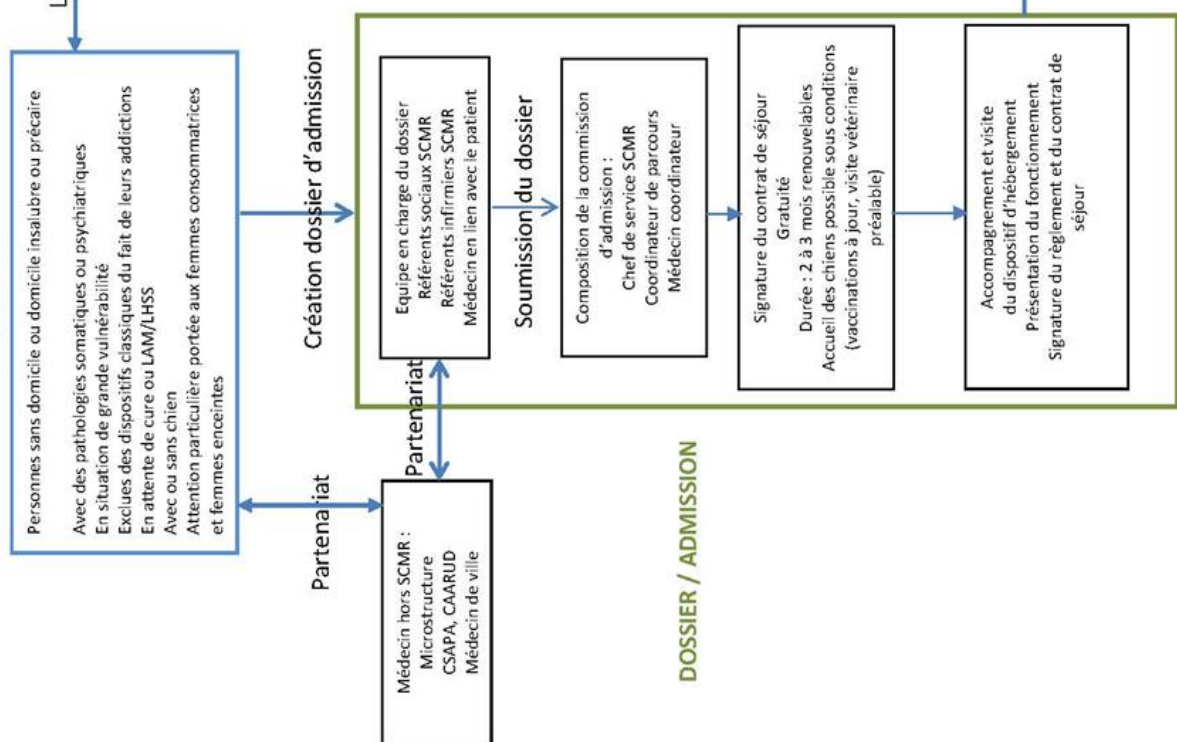 L
Personnes sans domicile ou domicile insalubre ou précaire
Avec des pathologies somatiques ou psychiatriques
En situation de grande vulnérabilité
Exclues des dispositifs classiques du fait de leurs addictions
En attente de cure ou LAM/LHSS
Avec ou sans chien
Attention particulière portée aux femmes consommatrices
et femmes enceintes
Partenariat
Création dossier d'admission
Médecin hors SCMR :
Microstructure
CSAPA, CAARUD
Médecin de ville
Partenariat
Equipe en charge du dossier
Référents sociaux SCMR
Référents infirmiers SCMR
Médecin en lien avec le patient
Soumission du dossier
Composition de la commission
d'admission :
Chef de service SCMR
Coordinateur de parcours
Médecin coordinateur
DOSSIER / ADMISSION
Signature du contrat de séjour
Gratuité
Durée : 2 à 3 mois renouvelables
Accueil des chiens possible sous conditions
(vaccinations à jour, visite vétérinaire
préalable)
Accompagnement et visite
du dispositif d'hébergement
Présentation du fonctionnement
Signature du règlement et du contrat de
séjour